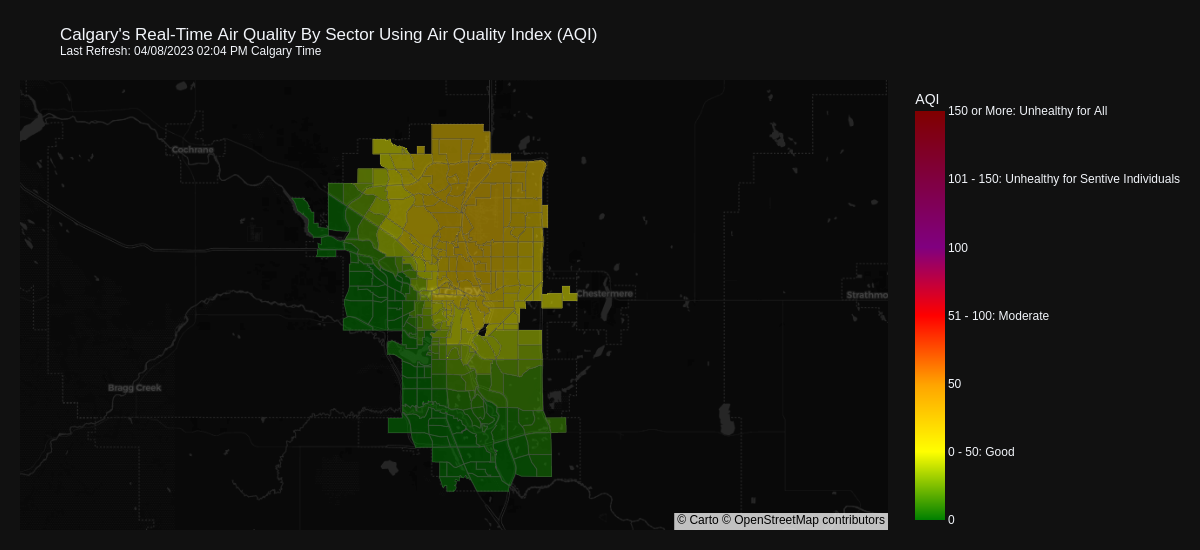 Calgary's Real-Time Air Quality By Sector Using Air Quality Index (AQI)
Last Refresh: 04/08/2023 02:04 PM Calgary Time
AQI
150 or More: Unhealthy for All
Cochrane
101 - 150: Unhealthy for Sentive Individuals
100
CALGARY
Chestermere
Strathmo
51 - 100: Moderate
50
Bragg Creek
0 - 50: Good
0
© Carto © OpenStreetMap contributors